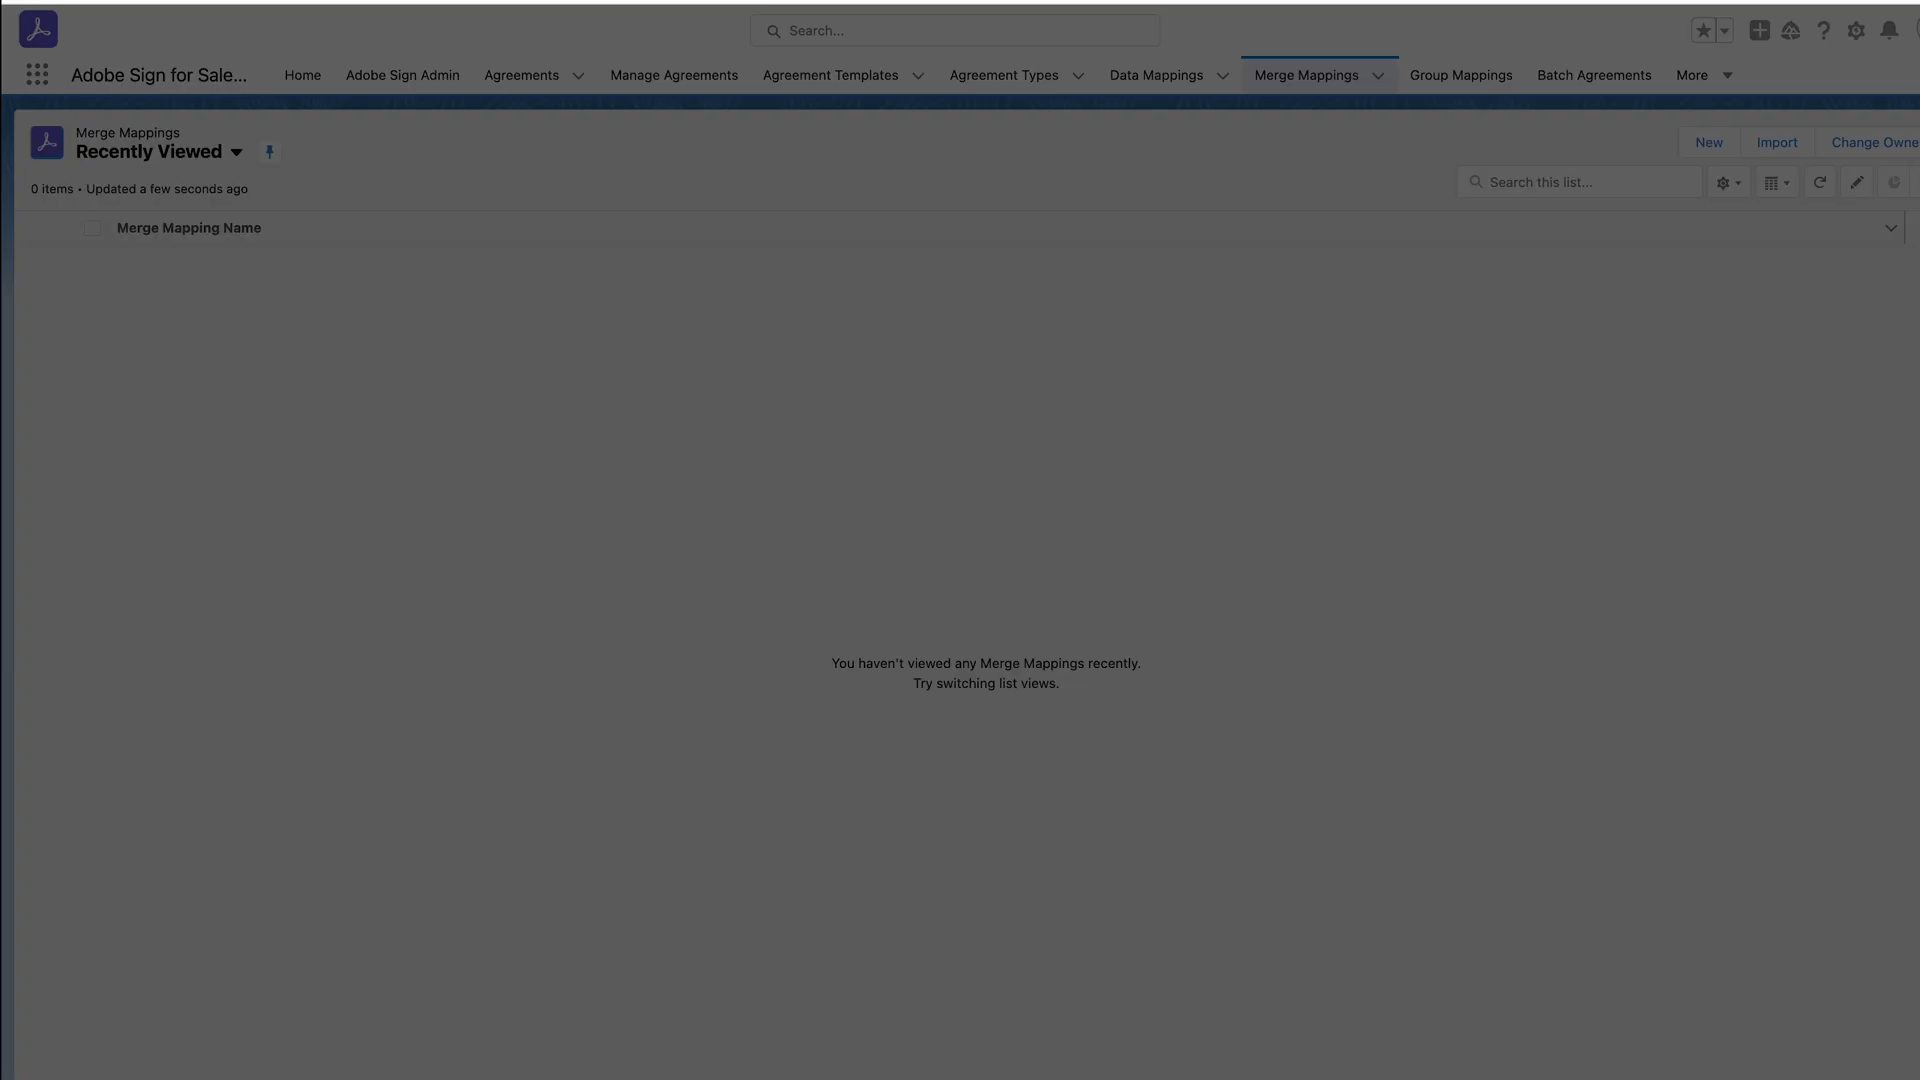 Search...
Adobe Sign for Sale...
Home
Adobe Sign Admin
Agreements
Manage Agreements
Agreement Templates
Agreement Types
Data Mappings
Merge Mappings
Group Mappings
Batch Agreements
More
Merge Mappings
Recently Viewed
New
Import
Change Owne
0 items • Updated a few seconds ago
Search this list...
Merge Mapping Name
You haven't viewed any Merge Mappings recently.
Try switching list views.